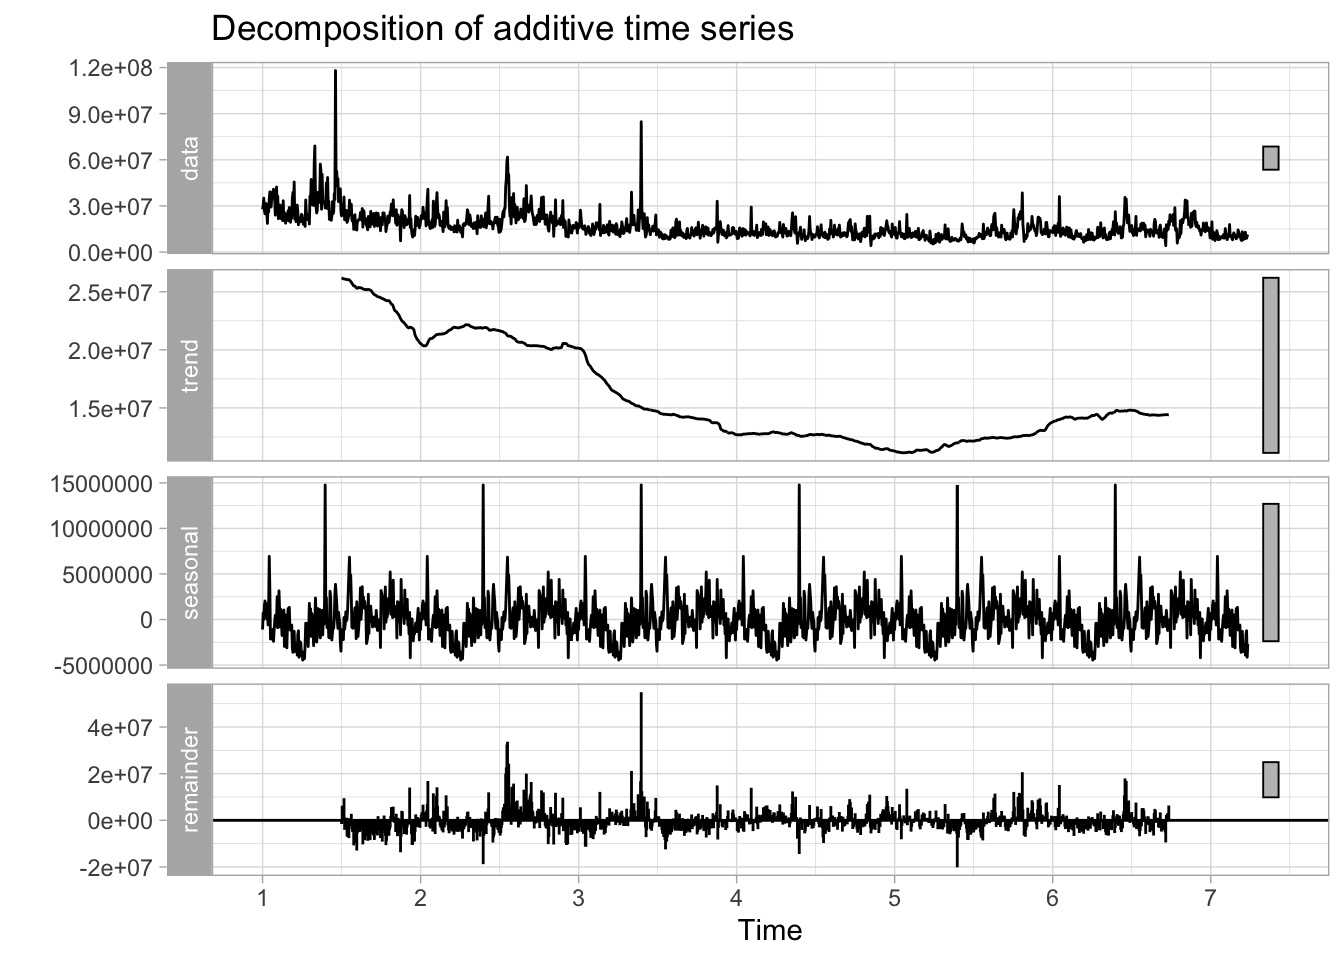 Decomposition of additive time series
1.2e+08
9.0e+07
6.0e+07
3.0e+07
0.0e+00
data
2.5e+07
2.0e+07
1.5e+07
trend
15000000
10000000
5000000
0
-5000000
seasonal
4e+07
2e+07
0e+00
-2e+07
remainder
1 2 3 4 5 6 7
Time